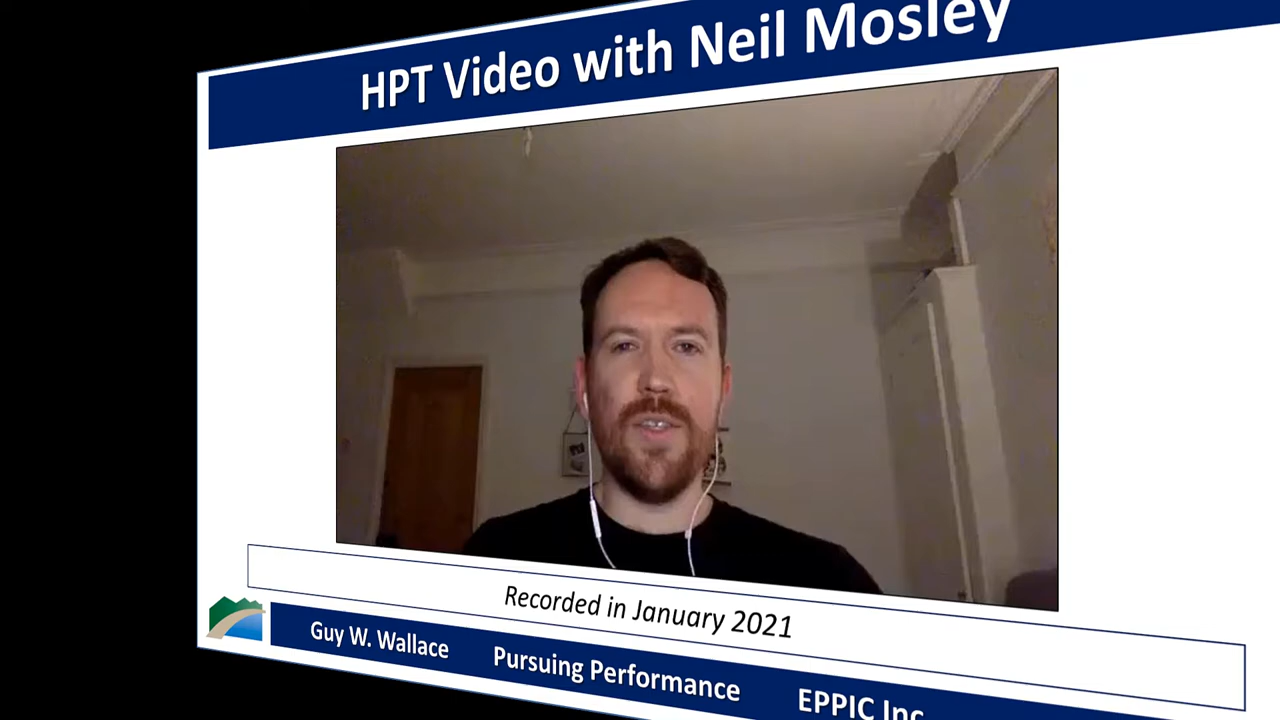 HPT Video with Neil Mosley
Recorded in January 2021
Guy W. Wallace Pursuing Performance EPPIC Inc